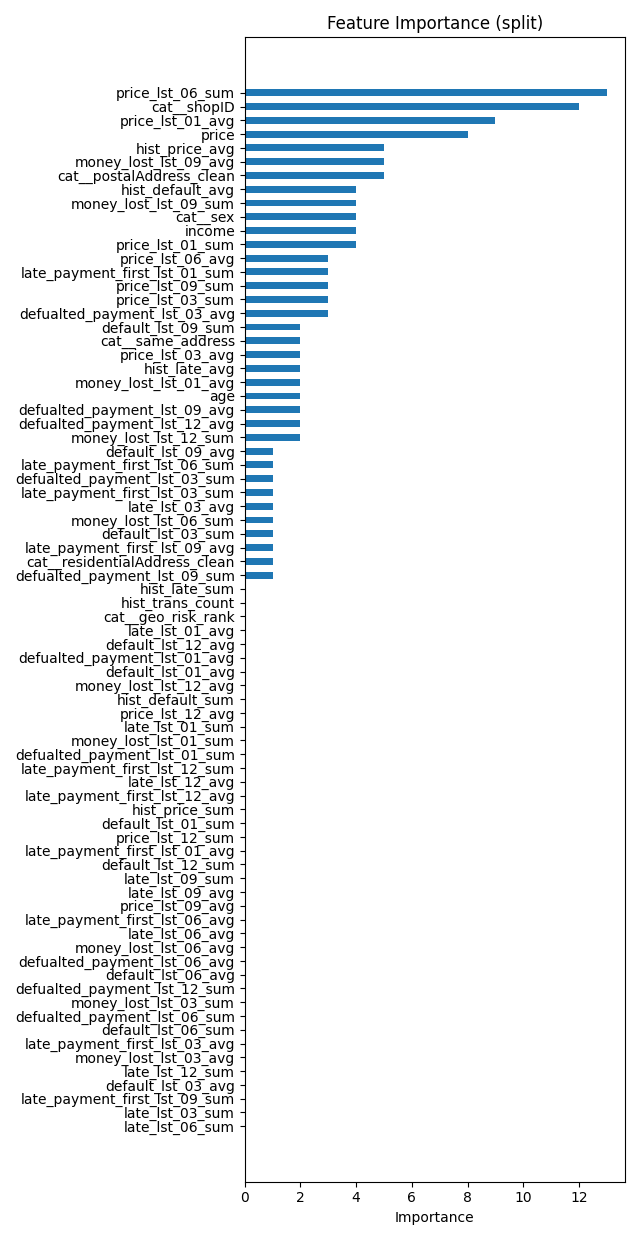 Feature Importance (split)
price_lst_06_sum
cat__shopID
price_lst_01_avg
price
hist_price_avg
money_lost_lst_09_avg
cat__postalAddress_clean
hist_default_avg
money_lost_lst_09_sum
cat__sex
income
price_lst_01_sum
price_lst_06_avg
late_payment_first_lst_01_sum
price_lst_09_sum
price_lst_03_sum
defualted_payment_lst_03_avg
default_lst_09_sum
cat__same_address
price_lst_03_avg
hist_late_avg
money_lost_lst_01_avg
age
defualted_payment_lst_09_avg
defualted_payment_lst_12_avg
money_lost_lst_12_sum
default_lst_09_avg
late_payment_first_lst_06_sum
defualted_payment_lst_03_sum
late_payment_first_lst_03_sum
late_lst_03_avg
money_lost_lst_06_sum
default_lst_03_sum
late_payment_first_lst_09_avg
cat__residentialAddress_clean
defualted_payment_lst_09_sum
hist_late_sum
hist_trans_count
cat__geo_risk_rank
late_lst_01_avg
default_lst_12_avg
defualted_payment_lst_01_avg
default_lst_01_avg
money_lost_lst_12_avg
hist_default_sum
price_lst_12_avg
late_lst_01_sum
money_lost_lst_01_sum
defualted_payment_lst_01_sum
late_payment_first_lst_12_sum
late_lst_12_avg
late_payment_first_lst_12_avg
hist_price_sum
default_lst_01_sum
price_lst_12_sum
late_payment_first_lst_01_avg
default_lst_12_sum
late_lst_09_sum
late_lst_09_avg
price_lst_09_avg
late_payment_first_lst_06_avg
late_lst_06_avg
money_lost_lst_06_avg
defualted_payment_lst_06_avg
default_lst_06_avg
defualted_payment_lst_12_sum
money_lost_lst_03_sum
defualted_payment_lst_06_sum
default_lst_06_sum
late_payment_first_lst_03_avg
money_lost_lst_03_avg
late_lst_12_sum
default_lst_03_avg
late_payment_first_lst_09_sum
late_lst_03_sum
late_lst_06_sum
0 2 4 6 8 10 12
Importance